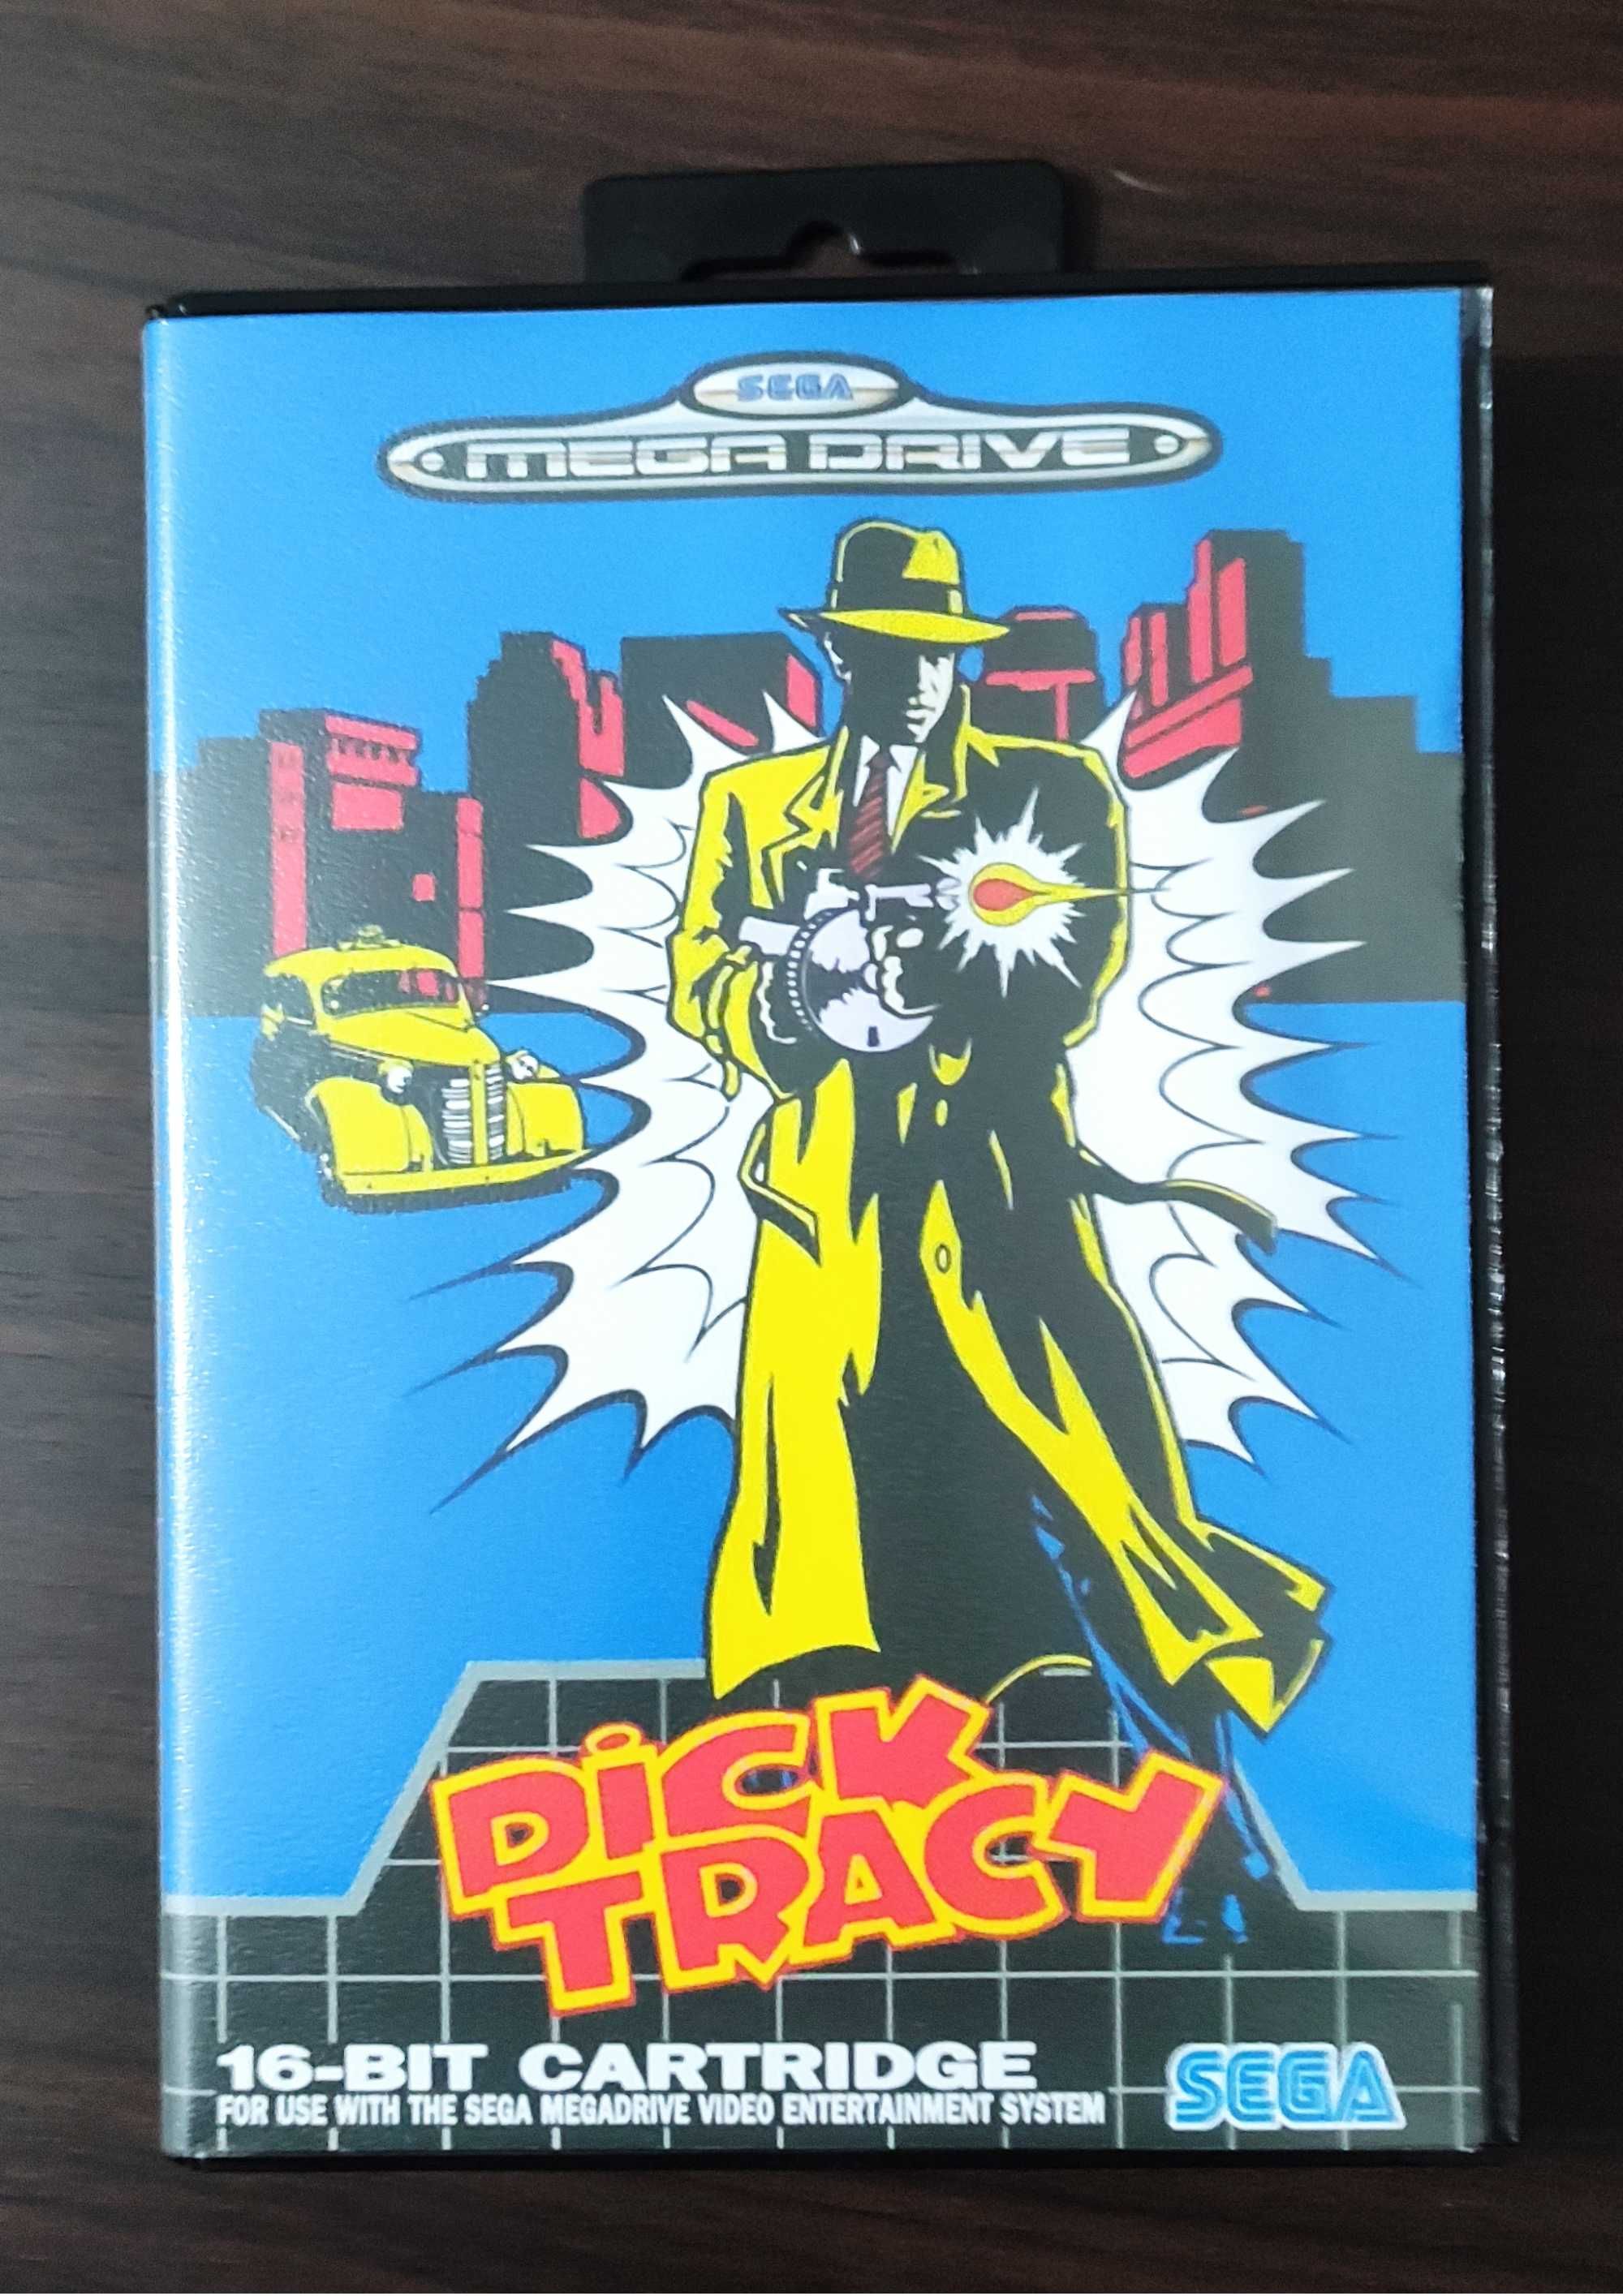 SEGA
MEGA DRIVE
DiCK
TRACY
16-BIT CARTRIDGE
FOR USE WITH THE SEGA MEGADRIVE VIDEO ENTERTAINMENT SYSTEM
SEGA